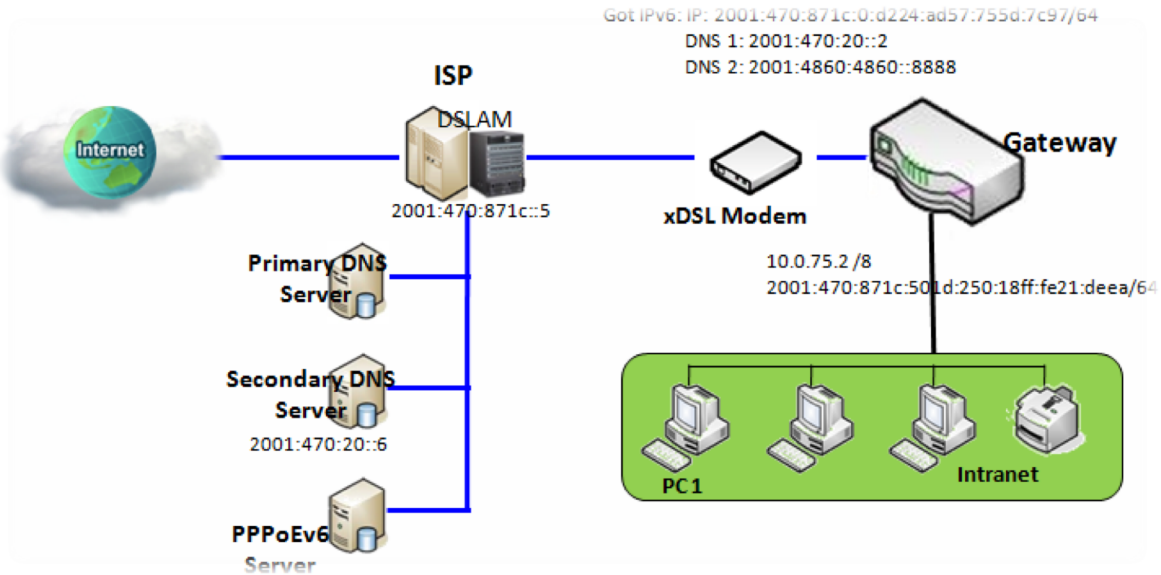 Got IPv6: IP: 2001:470:871c:0:d224:ad57:755d:7c97/64
DNS 1: 2001:470:20::2
DNS 2: 2001:4860:4860::8888
ISP
DSLAM
Internet
Gateway
2001:470:871c::5
xDSL Modem
Primary DNS
Server
10.0.75.2 /8
2001:470:871c:501d:250:18ff:fe21:deea/64
Secondary DNS
Server
2001:470:20::6
PC1
Intranet
PPPoEv6
Server